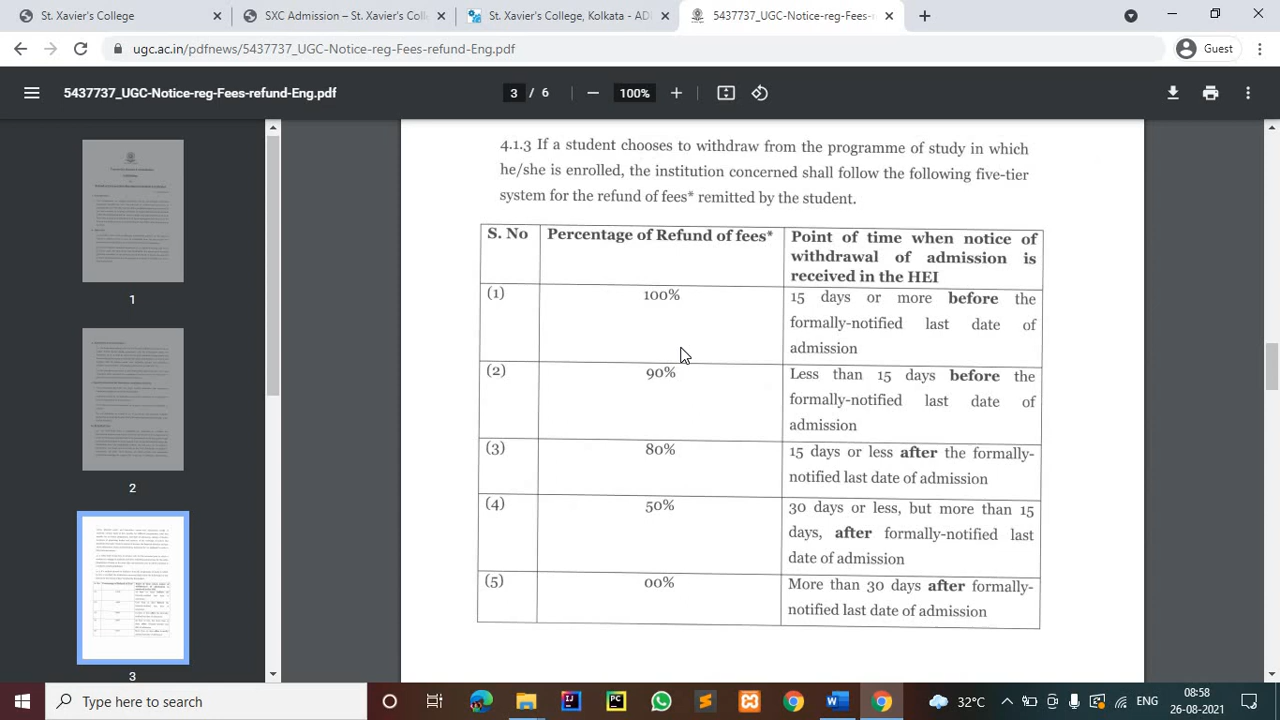 St. Xavier's College
SXC Admission – St. Xavier's Col
St. Xavier's College, Kolkata - ADM
5437737_UGC-Notice-reg-Fees-re
ugc.ac.in/pdfnews/5437737_UGC-Notice-reg-Fees-refund-Eng.pdf
Guest
5437737_UGC-Notice-reg-Fees-refund-Eng.pdf
3 / 6
100%
4.1.3 If a student chooses to withdraw from the programme of study in which
he/she is enrolled, the institution concerned shall follow the following five-tier
system for the refund of fees* remitted by the student.
S. No
Percentage of Refund of fees*
Point of time when notice of
withdrawal of admission is
received in the HEI
(1)
100%
15 days or more before the
formally-notified last date of
admission
(2)
90%
Less than 15 days before the
formally-notified last date of
admission
(3)
80%
15 days or less after the formally-
notified last date of admission
(4)
50%
30 days or less, but more than 15
days, after formally-notified last
date of admission
(5)
00%
More than 30 days after formally-
notified last date of admission
1
2
3
Type here to search
32°C
ENG
08:58
26-08-2021